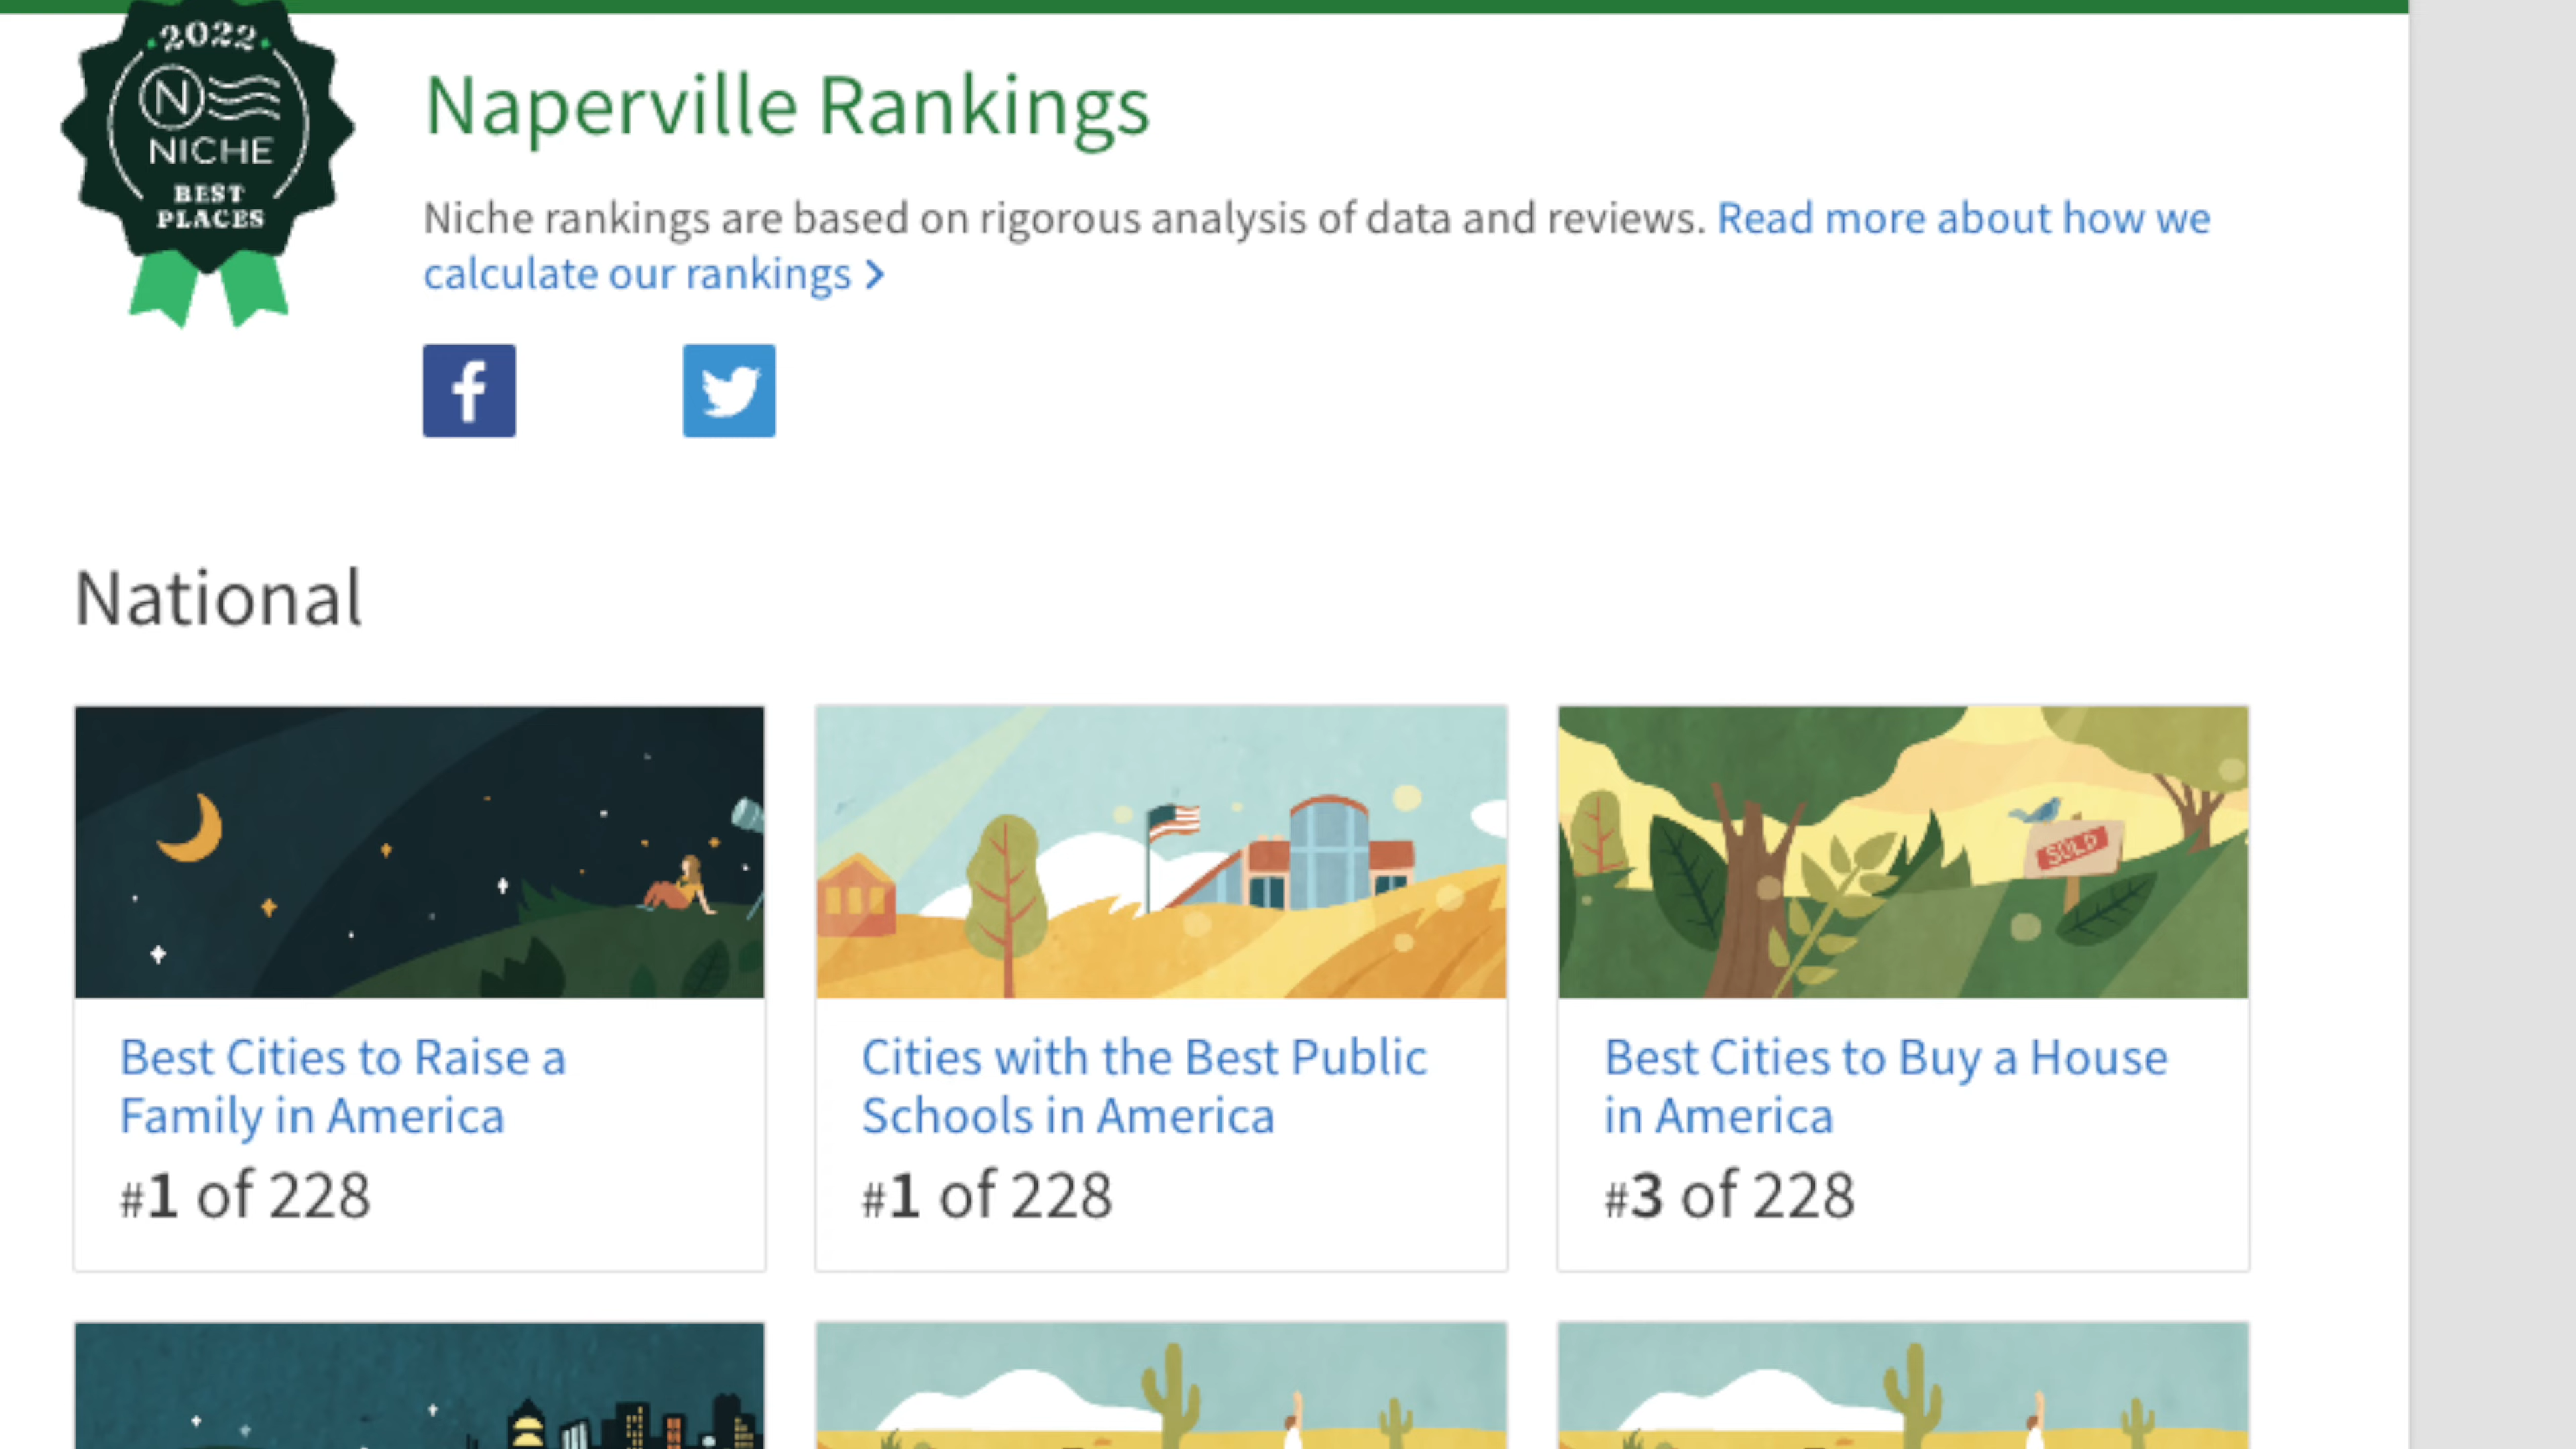 2022
N
NICHE
BEST
PLACES
Naperville Rankings
Niche rankings are based on rigorous analysis of data and reviews. Read more about how we
calculate our rankings >
National
SOLD
Best Cities to Raise a
Family in America
#1 of 228
Cities with the Best Public
Schools in America
#1 of 228
Best Cities to Buy a House
in America
#3 of 228